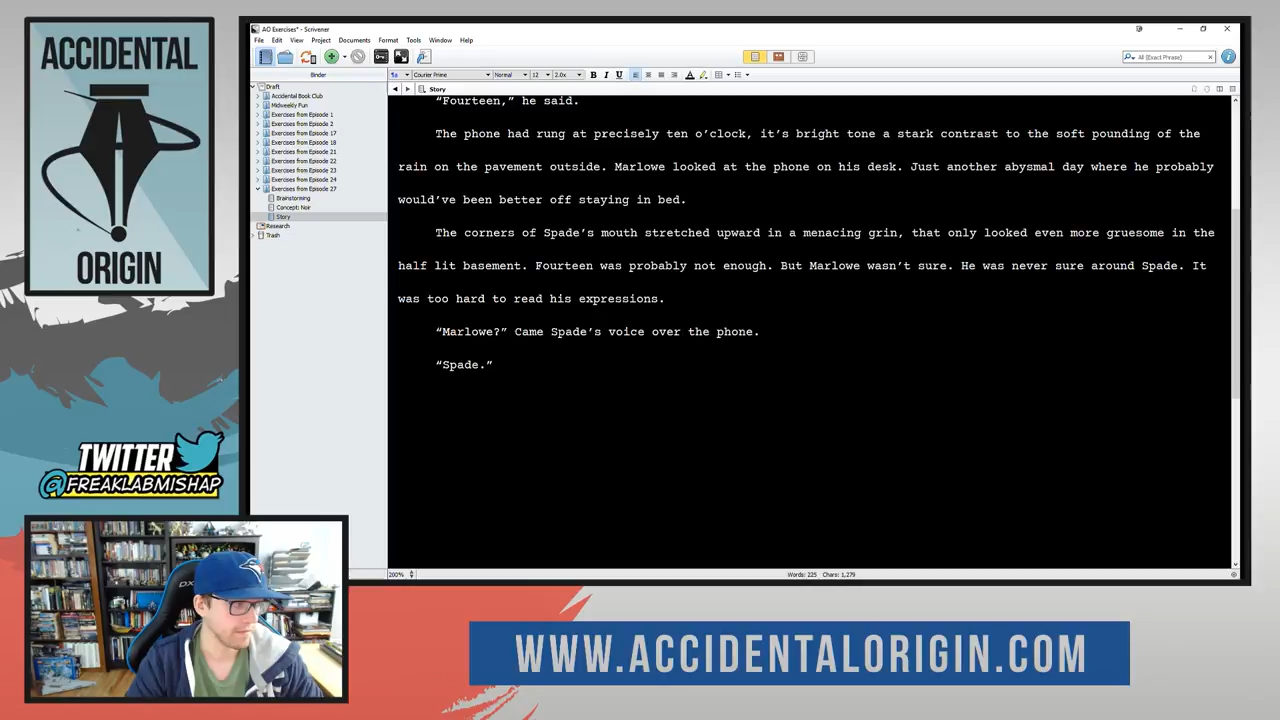 ACCIDENTAL
ORIGIN
TWITTER
@FREAKLABMISHAP
AO Exercises* - Scrivener
File Edit View Project Documents Format Tools Window Help
All (Exact Phrase)
Binder
Courier Prime Normal 12 2.0x B I U
Story
Draft
Accidental Book Club
Midweekly Fun
Exercises from Episode 1
Exercises from Episode 2
Exercises from Episode 17
Exercises from Episode 18
Exercises from Episode 21
Exercises from Episode 22
Exercises from Episode 23
Exercises from Episode 24
Exercises from Episode 27
Brainstorming
Concept: Noir
Story
Research
Trash
“Fourteen,” he said.
The phone had rung at precisely ten o’clock, it’s bright tone a stark contrast to the soft pounding of the
rain on the pavement outside. Marlowe looked at the phone on his desk. Just another abysmal day where he probably
would’ve been better off staying in bed.
The corners of Spade’s mouth stretched upward in a menacing grin, that only looked even more gruesome in the
half lit basement. Fourteen was probably not enough. But Marlowe wasn’t sure. He was never sure around Spade. It
was too hard to read his expressions.
“Marlowe?” Came Spade’s voice over the phone.
“Spade.”
200%
Words: 225 Chars: 1,279
WWW.ACCIDENTALORIGIN.COM